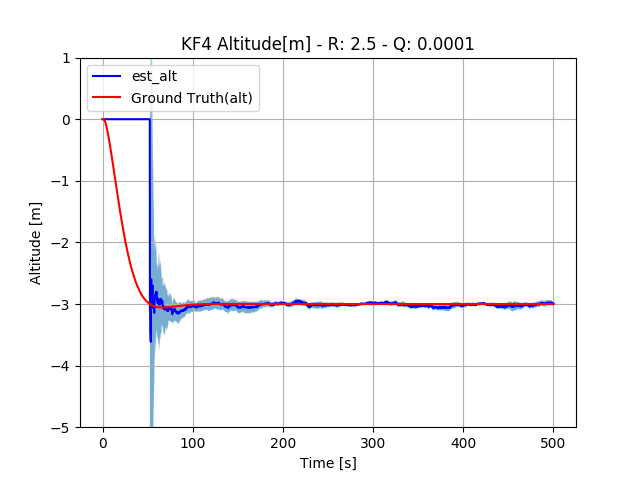 KF4 Altitude[m] - R: 2.5 - Q: 0.0001
est_alt
Ground Truth(alt)
1
0
−1
−2
−3
−4
−5
Altitude [m]
0 100 200 300 400 500
Time [s]